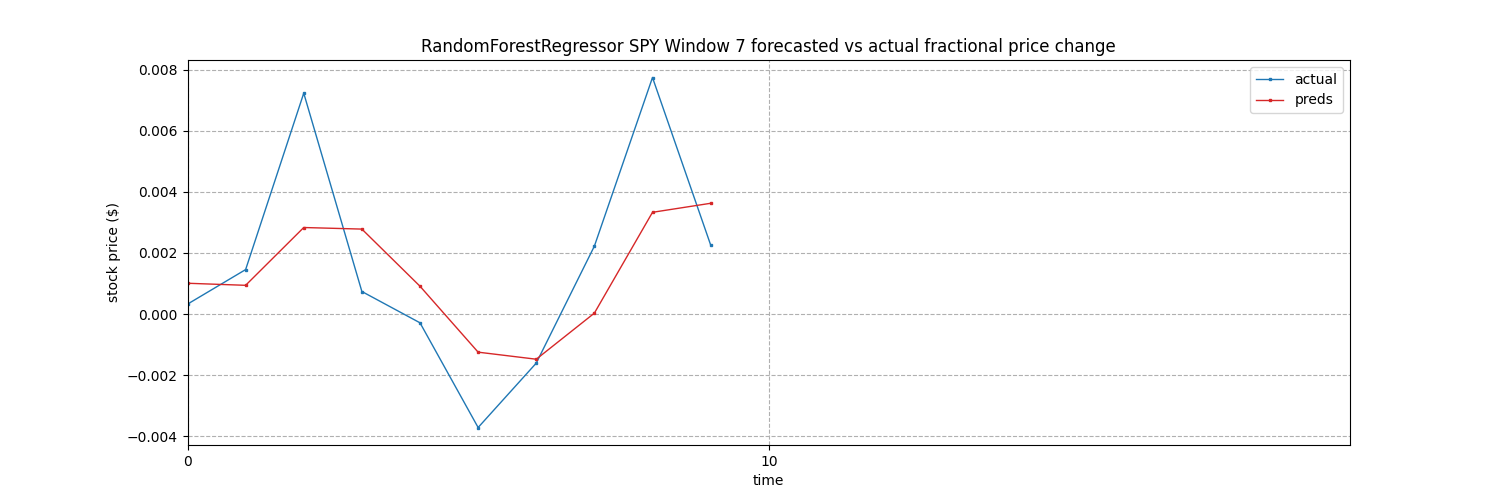 RandomForestRegressor SPY Window 7 forecasted vs actual fractional price change
0.008
0.006
0.004
0.002
0.000
−0.002
−0.004
stock price ($)
actual
preds
0
10
time